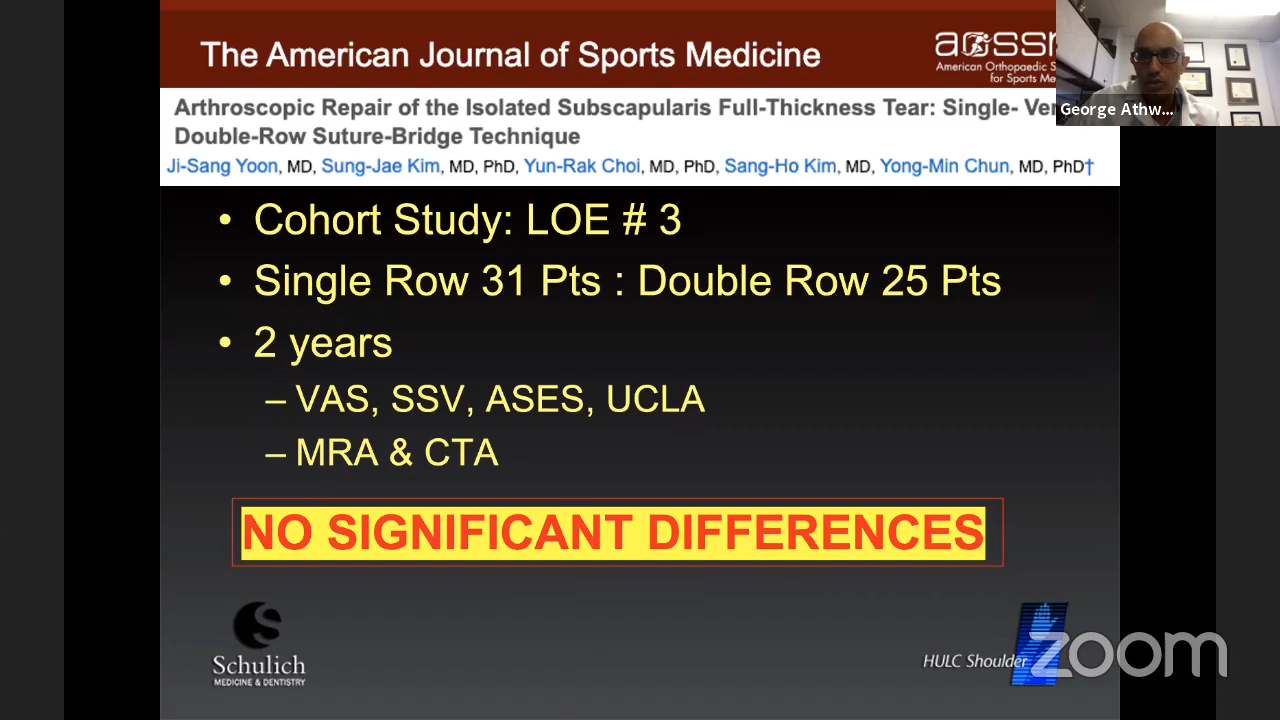 The American Journal of Sports Medicine
American Orthopaedic
for Sports
Arthroscopic Repair of the Isolated Subscapularis Full-Thickness Tear: Single-
Double-Row Suture-Bridge Technique
Ji-Sang Yoon, MD, Sung-Jae Kim, MD, PhD, Yun-Rak Choi, MD, PhD, Sang-Ho Kim, MD, Yong-Min Chun, MD, PhD†
George Athw...
• Cohort Study: LOE # 3
• Single Row 31 Pts : Double Row 25 Pts
• 2 years
– VAS, SSV, ASES, UCLA
– MRA & CTA
NO SIGNIFICANT DIFFERENCES
Schulich
MEDICINE & DENTISTRY
HULC Shoulder
zoom